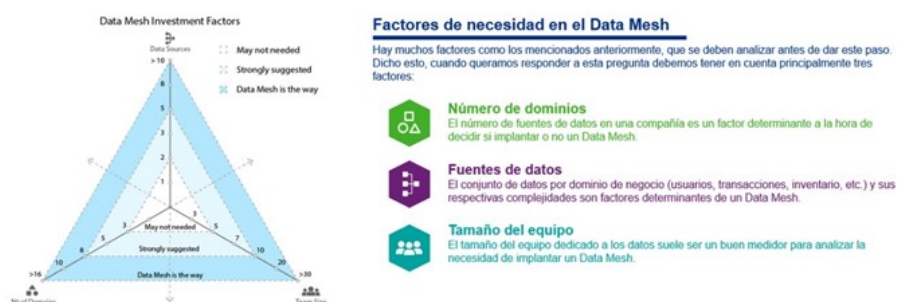 Data Mesh Investment Factors
Data Sources
>10
8
5
3
2
1
May not needed
Strongly suggested
Data Mesh is the way
3
5
7
10
20
>30
3
5
8
10
>16
May not needed
Strongly suggested
Data Mesh is the way
Nº of Domains
Team Size
Factores de necesidad en el Data Mesh
Hay muchos factores como los mencionados anteriormente, que se deben analizar antes de dar este paso.
Dicho esto, cuando queramos responder a esta pregunta debemos tener en cuenta principalmente tres
factores:
Número de dominios
El número de fuentes de datos en una compañía es un factor determinante a la hora de
decidir si implantar o no un Data Mesh.
Fuentes de datos
El conjunto de datos por dominio de negocio (usuarios, transacciones, inventario, etc.) y sus
respectivas complejidades son factores determinantes de un Data Mesh.
Tamaño del equipo
El tamaño del equipo dedicado a los datos suele ser un buen medidor para analizar la
necesidad de implantar un Data Mesh.